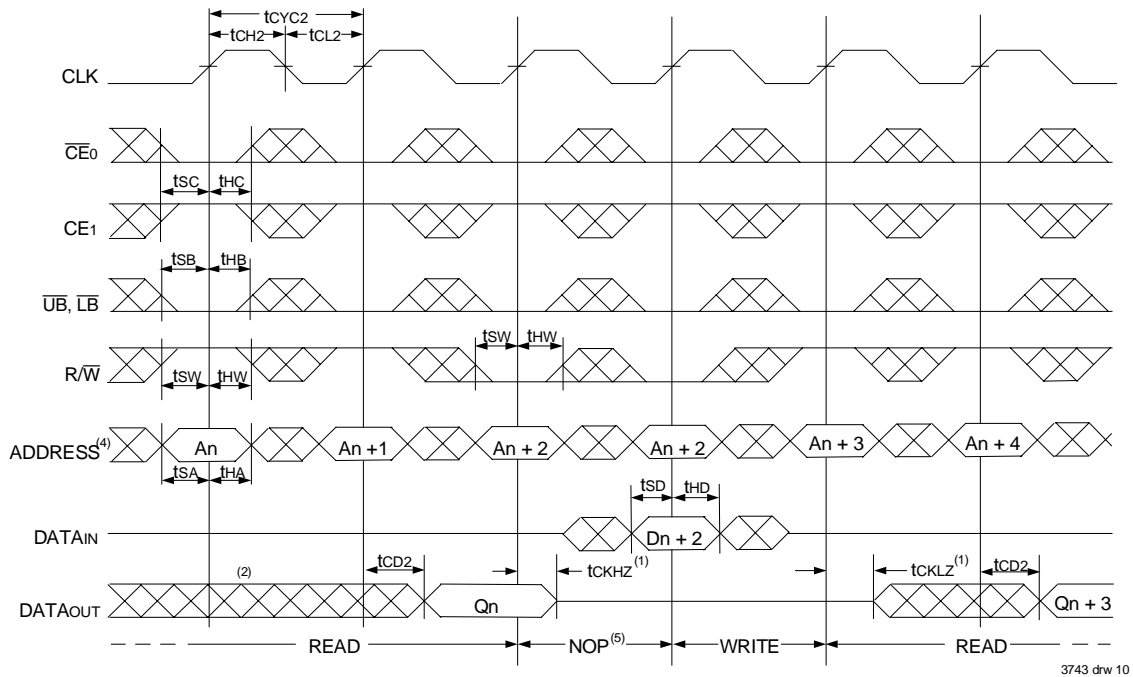 tCYC2
tCH2 tCL2
CLK
CE0
tSC tHC
CE1
tSB tHB
UB, LB
tSW tHW
R/W
tSW tHW
ADDRESS(4) An An + 1 An + 2 An + 2 An + 3 An + 4
tSA tHA
tSD tHD
DATAIN Dn + 2
tCD2 tCKHZ(1) tCKLZ(1) tCD2
(2)
DATAOUT Qn Qn + 3
READ NOP(5) WRITE READ
3743 drw 10